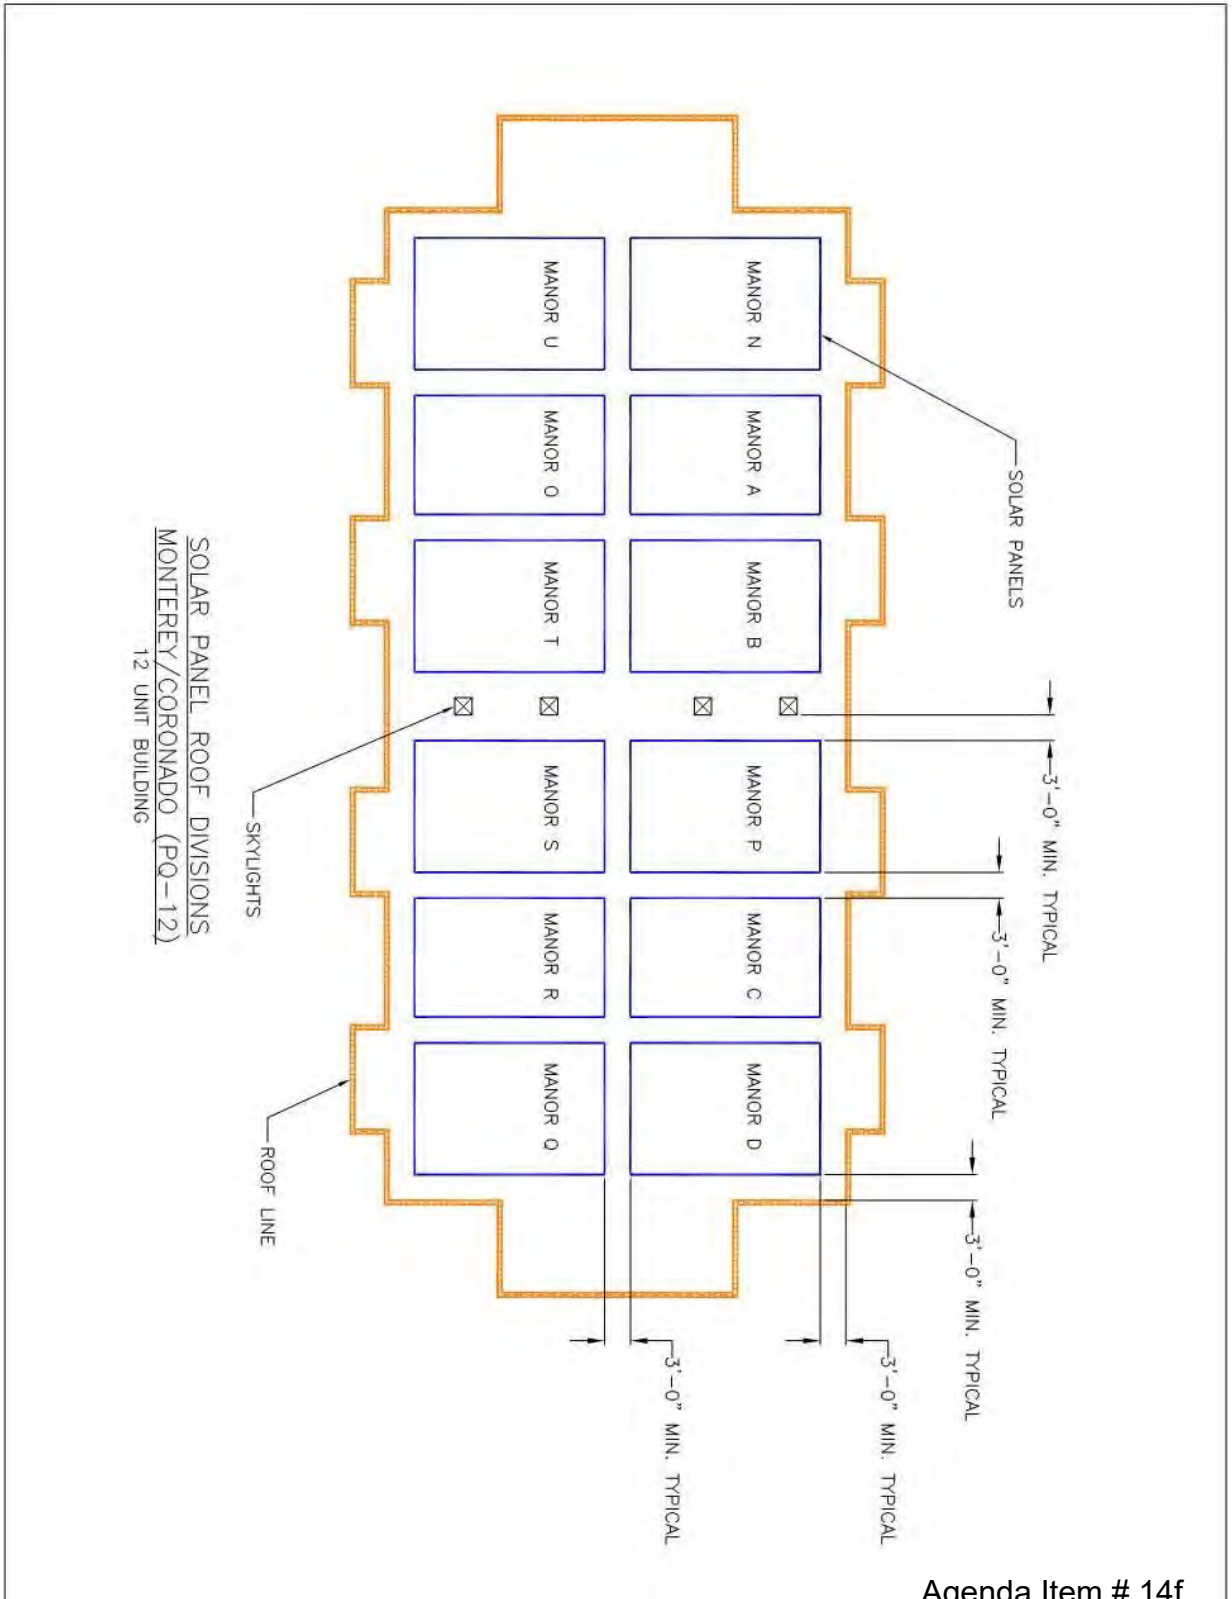 SOLAR PANELS
3'-0" MIN. TYPICAL
3'-0" MIN. TYPICAL
3'-0" MIN. TYPICAL
3'-0" MIN. TYPICAL
3'-0" MIN. TYPICAL
MANOR N
MANOR A
MANOR B
MANOR P
MANOR C
MANOR D
MANOR U
MANOR O
MANOR T
MANOR S
MANOR R
MANOR Q
SKYLIGHTS
ROOF LINE
SOLAR PANEL ROOF DIVISIONS
MONTEREY/CORONADO (PQ-12)
12 UNIT BUILDING
Agenda Item # 14f